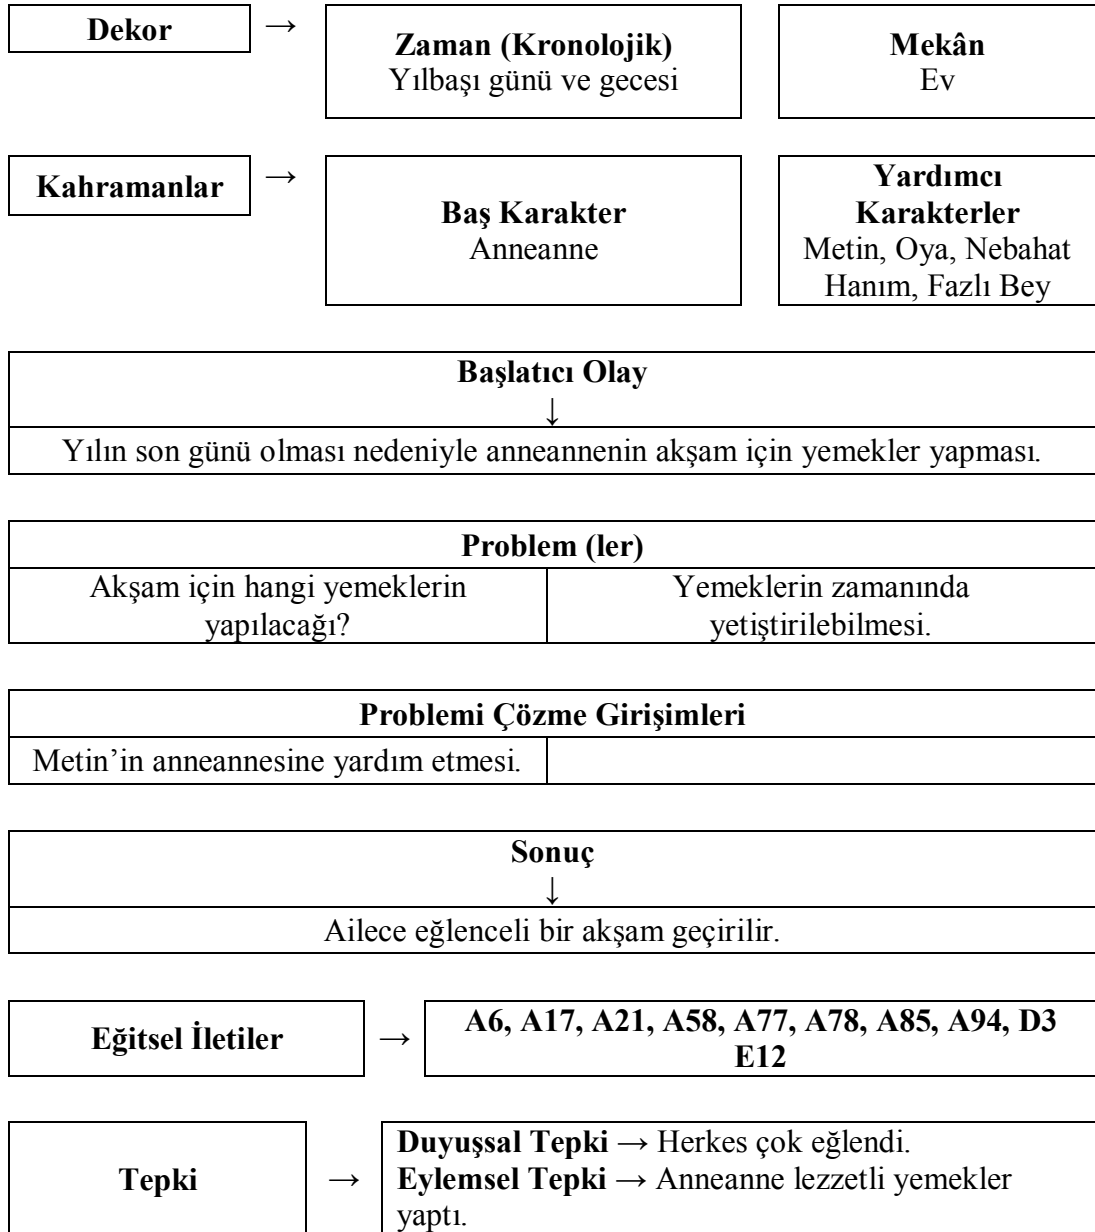 Dekor → Zaman (Kronolojik) Mekân
Yılbaşı günü ve gecesi Ev
Kahramanlar → Baş Karakter
Anneanne
Yardımcı
Karakterler
Metin, Oya, Nebahat
Hanım, Fazlı Bey
Başlatıcı Olay
↓
Yılın son günü olması nedeniyle anneannenin akşam için yemekler yapması.
Problem (ler)
Akşam için hangi yemeklerin
yapılacağı?
Yemeklerin zamanında
yetiştirilebilmesi.
Problemi Çözme Girişimleri
Metin’in anneannesine yardım etmesi.
Sonuç
↓
Ailece eğlenceli bir akşam geçirilir.
Eğitsel İletiler → A6, A17, A21, A58, A77, A78, A85, A94, D3
E12
Tepki → Duyuşsal Tepki → Herkes çok eğlendi.
Eylemsel Tepki → Anneanne lezzetli yemekler
yaptı.